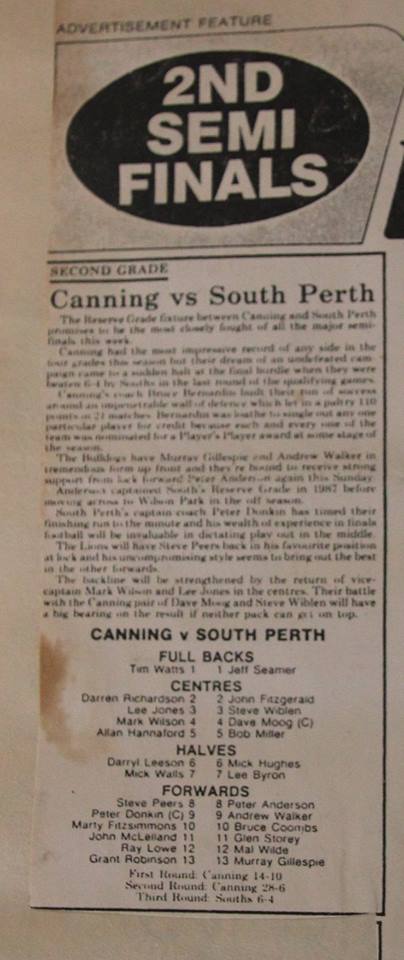 ADVERTISEMENT FEATURE
2ND
SEMI
FINALS
SECOND GRADE
Canning vs South Perth
The Reserve Grade fixture between Canning and South Perth
promises to be the most closely fought of all the major semi-
finals this week.
Canning had the most impressive record of any side in the
four grades this season but their dream of an undefeated cam-
paign came to a sudden halt at the final hurdle when they were
beaten 6-4 by Souths in the last round of the qualifying games.
Canning's coach Bruce Bernardin built their run of success
around an impenetrable wall of defence which let in a paltry 110
points in 21 matches. Bernardin was loathe to single out any one
particular player for credit because each and every one of the
team was nominated for a Player's Player award at some stage of
the season.
The Bulldogs have Murray Gillespie and Andrew Walker in
tremendous form up front and they're bound to receive strong
support from lock forward Peter Anderson again this Sunday.
Anderson captained South's Reserve Grade in 1987 before
moving across to Wilson Park in the off season.
South Perth's captain coach Peter Donkin has timed their
finishing run to the minute and his wealth of experience in finals
football will be invaluable in dictating play out in the middle.
The Lions will have Steve Peers back in his favourite position
at lock and his uncompromising style seems to bring out the best
in the other forwards.
The backline will be strengthened by the return of vice-
captain Mark Wilson and Lee Jones in the centres. Their battle
with the Canning pair of Dave Moog and Steve Wiblen will have
a big bearing on the result if neither pack can get on top.
CANNING v SOUTH PERTH
FULL BACKS
Tim Watts 1 1 Jeff Seamer
CENTRES
Darren Richardson 2 2 John Fitzgerald
Lee Jones 3 3 Steve Wiblen
Mark Wilson 4 4 Dave Moog (C)
Allan Hannaford 5 5 Bob Miller
HALVES
Darryl Leeson 6 6 Mick Hughes
Mick Walls 7 7 Lee Byron
FORWARDS
Steve Peers 8 8 Peter Anderson
Peter Donkin (C) 9 9 Andrew Walker
Marty Fitzsimmons 10 10 Bruce Coombs
John McLelland 11 11 Glen Storey
Ray Lowe 12 12 Mal Wilde
Grant Robinson 13 13 Murray Gillespie
First Round: Canning 14-10
Second Round: Canning 28-6
Third Round: Souths 6-4